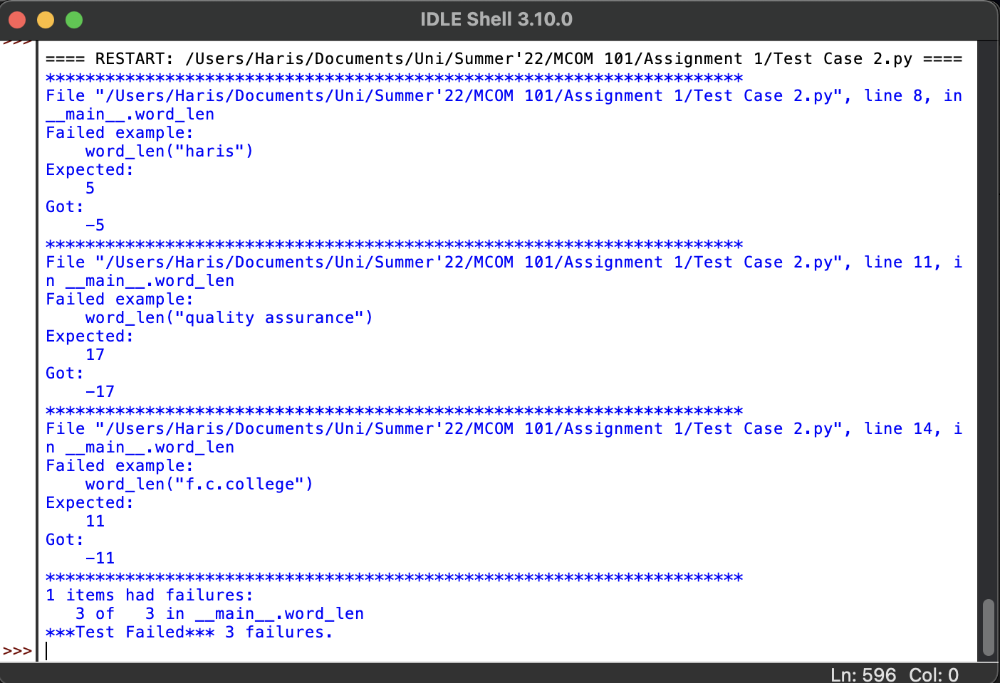 IDLE Shell 3.10.0
>>>
==== RESTART: /Users/Haris/Documents/Uni/Summer'22/MCOM 101/Assignment 1/Test Case 2.py ====
**********************************************************************
File "/Users/Haris/Documents/Uni/Summer'22/MCOM 101/Assignment 1/Test Case 2.py", line 8, in
__main__.word_len
Failed example:
    word_len("haris")
Expected:
    5
Got:
    -5
**********************************************************************
File "/Users/Haris/Documents/Uni/Summer'22/MCOM 101/Assignment 1/Test Case 2.py", line 11, i
n __main__.word_len
Failed example:
    word_len("quality assurance")
Expected:
    17
Got:
    -17
**********************************************************************
File "/Users/Haris/Documents/Uni/Summer'22/MCOM 101/Assignment 1/Test Case 2.py", line 14, i
n __main__.word_len
Failed example:
    word_len("f.c.college")
Expected:
    11
Got:
    -11
**********************************************************************
1 items had failures:
   3 of   3 in __main__.word_len
***Test Failed*** 3 failures.
>>>
Ln: 596 Col: 0